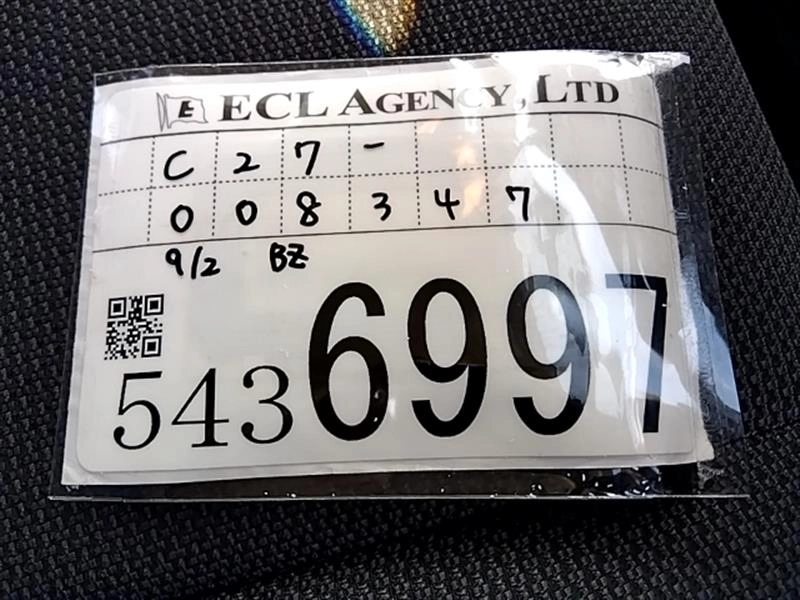 E ECL AGENCY, LTD
C27-
008347
9/2 BZ
5436997